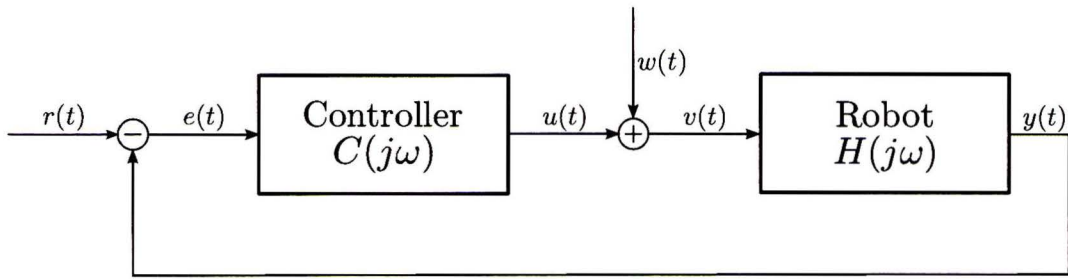 w(t)
r(t) − e(t) Controller u(t) + v(t) Robot y(t)
C(jω) H(jω)